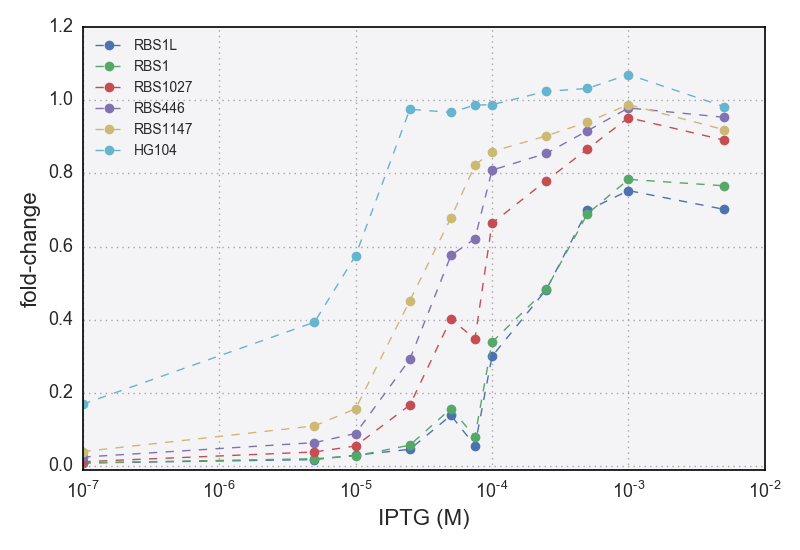 1.2
1.0
0.8
0.6
0.4
0.2
0.0
fold-change
RBS1L
RBS1
RBS1027
RBS446
RBS1147
HG104
10⁻⁷ 10⁻⁶ 10⁻⁵ 10⁻⁴ 10⁻³ 10⁻²
IPTG (M)